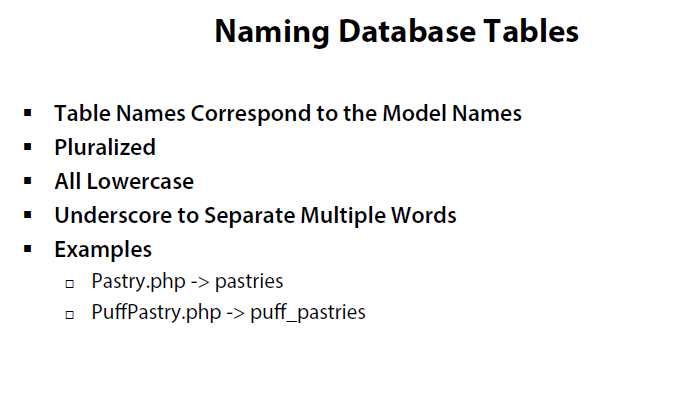 Naming Database Tables
▪ Table Names Correspond to the Model Names
▪ Pluralized
▪ All Lowercase
▪ Underscore to Separate Multiple Words
▪ Examples
▫ Pastry.php -> pastries
▫ PuffPastry.php -> puff_pastries